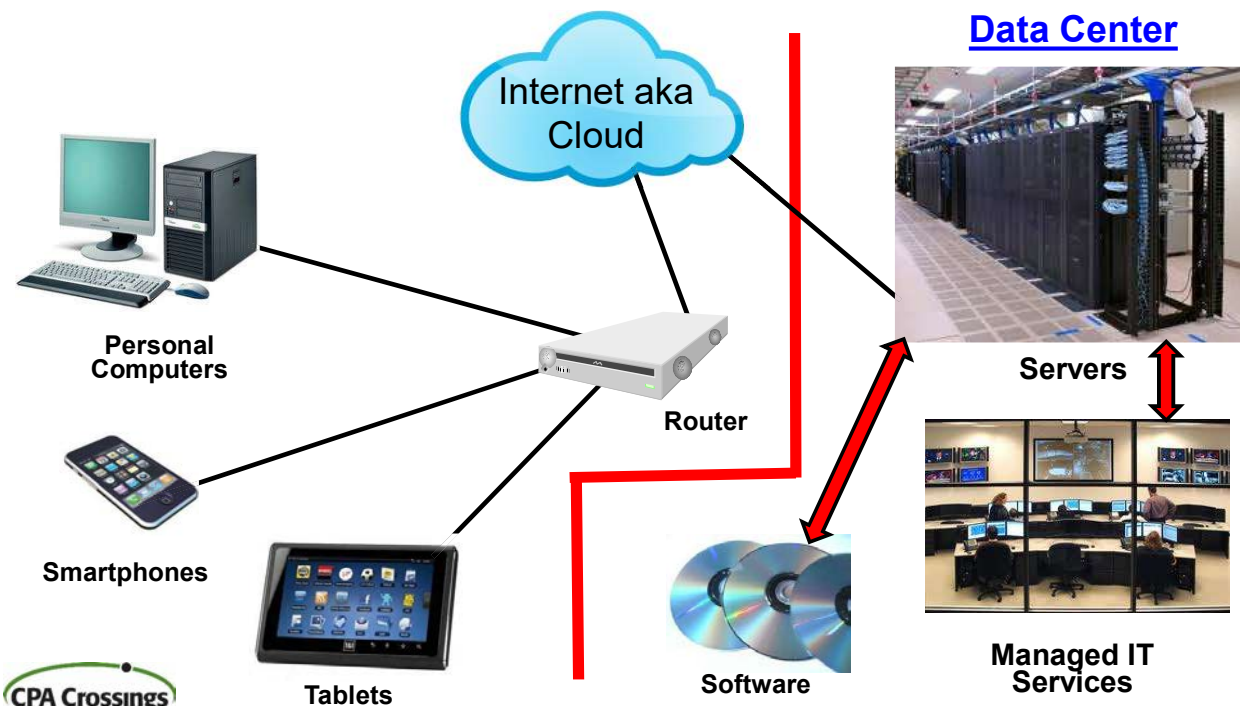 Data Center
Internet aka
Cloud
Personal
Computers
Servers
Router
Smartphones
Managed IT
Services
Software
Tablets
CPA Crossings